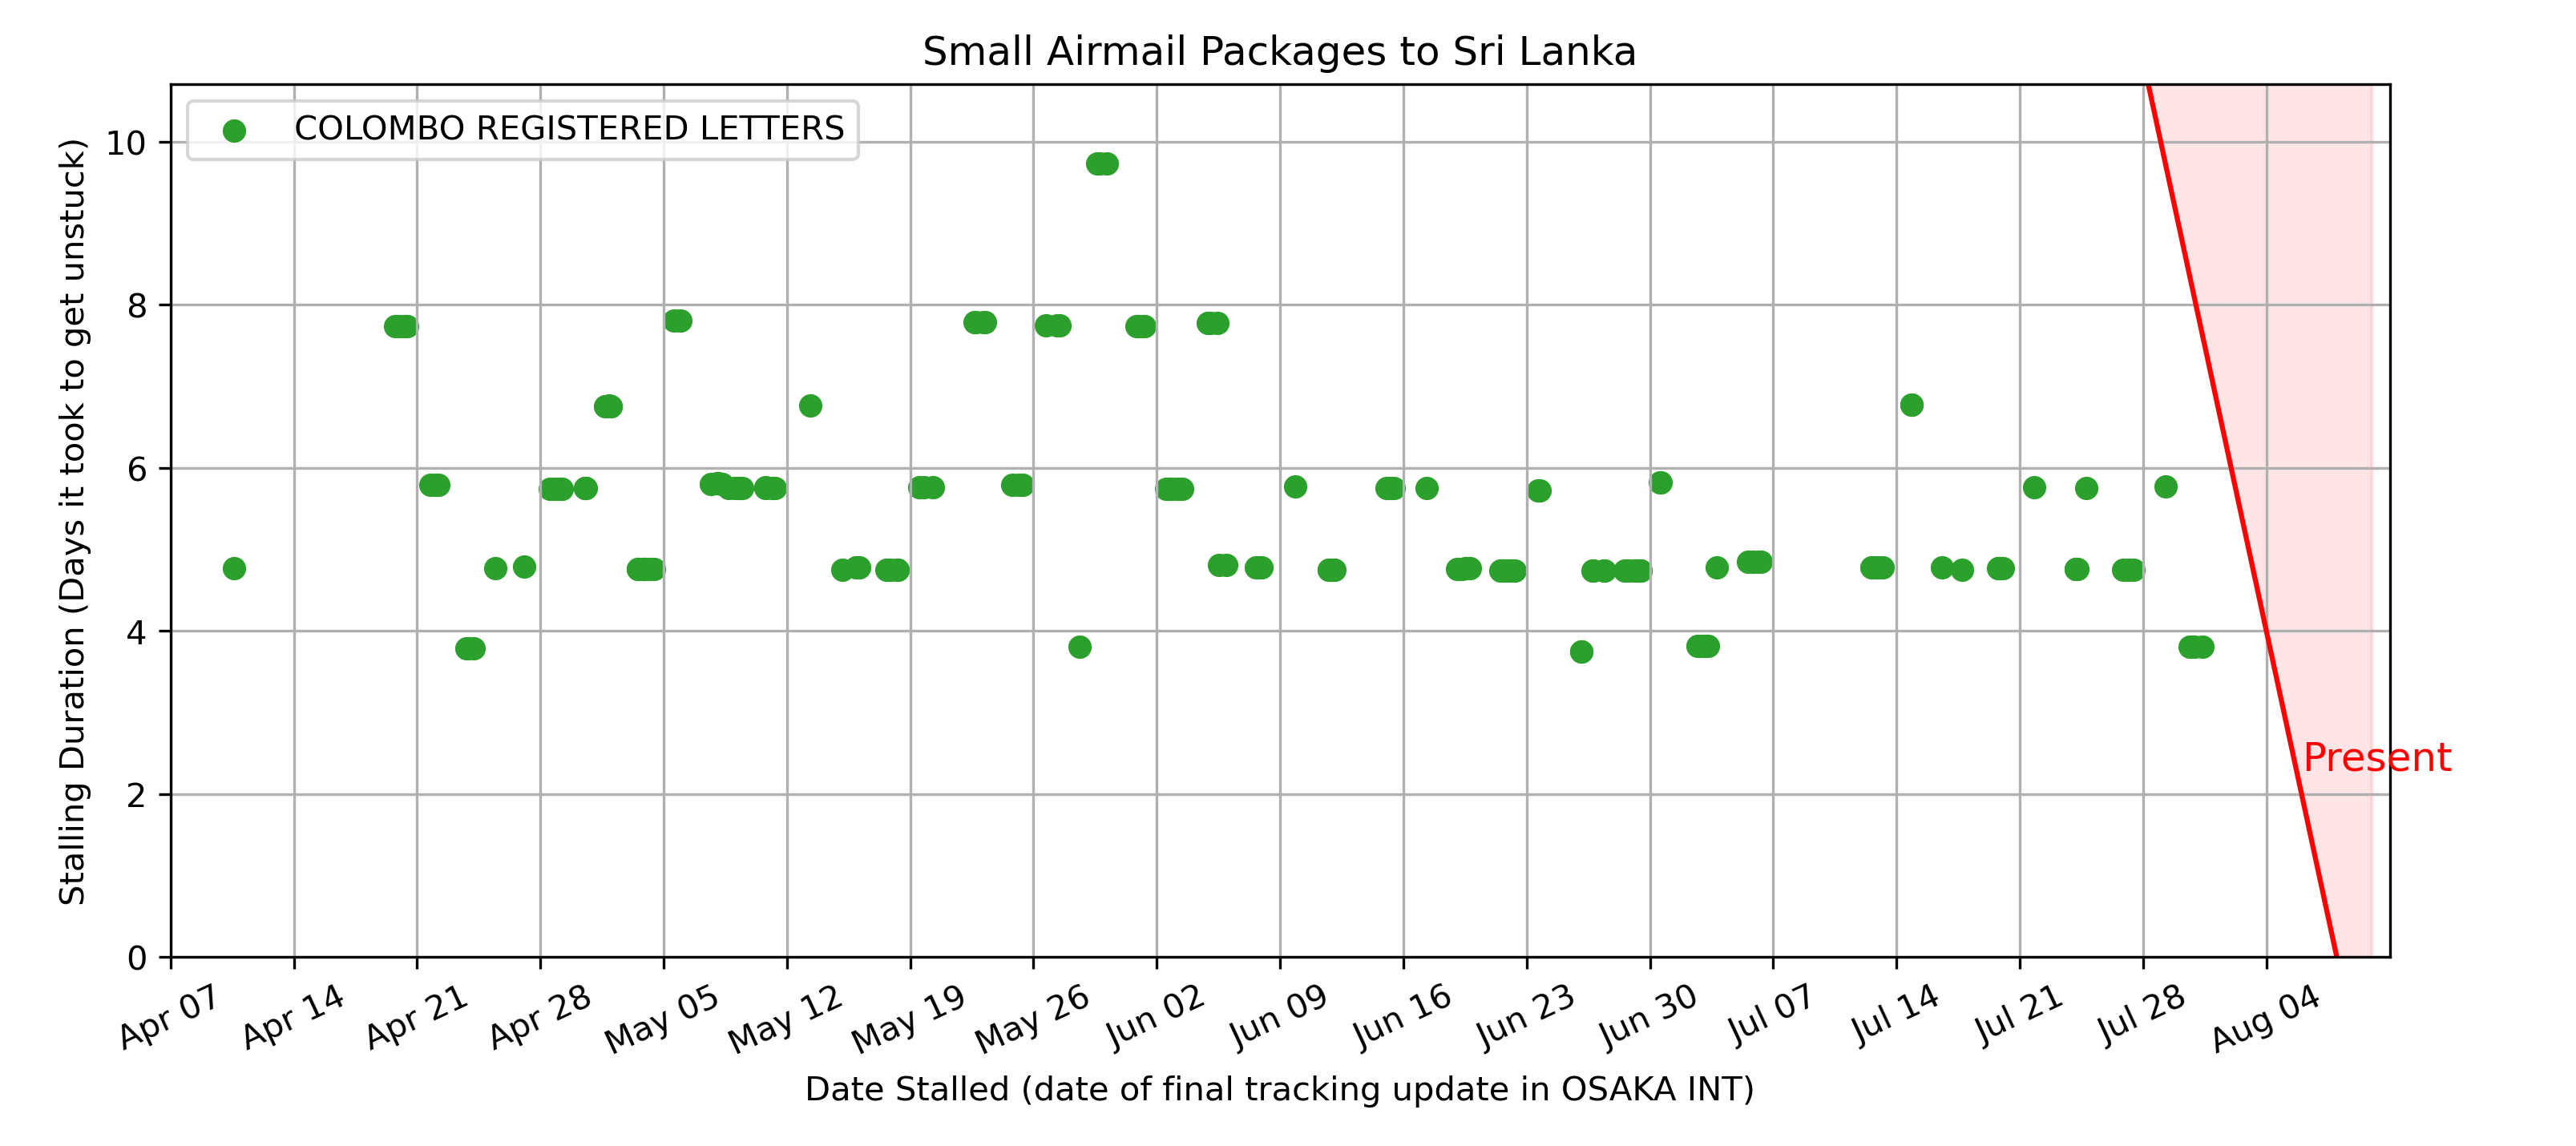 Small Airmail Packages to Sri Lanka
COLOMBO REGISTERED LETTERS
Stalling Duration (Days it took to get unstuck)
10
8
6
4
2
0
Present
Apr 07
Apr 14
Apr 21
Apr 28
May 05
May 12
May 19
May 26
Jun 02
Jun 09
Jun 16
Jun 23
Jun 30
Jul 07
Jul 14
Jul 21
Jul 28
Aug 04
Date Stalled (date of final tracking update in OSAKA INT)